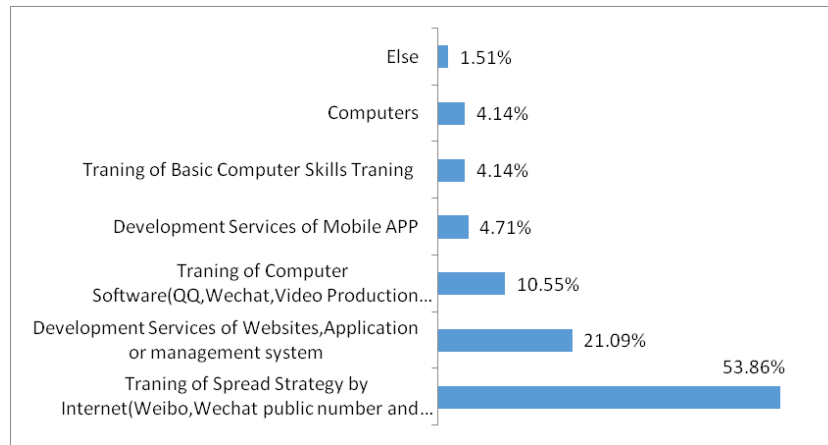 Else
1.51%
Computers
4.14%
Traning of Basic Computer Skills Traning
4.14%
Development Services of Mobile APP
4.71%
Traning of Computer
Software(QQ,Wechat,Video Production...
10.55%
Development Services of Websites,Application
or management system
21.09%
Traning of Spread Strategy by
Internet(Weibo,Wechat public number and...
53.86%